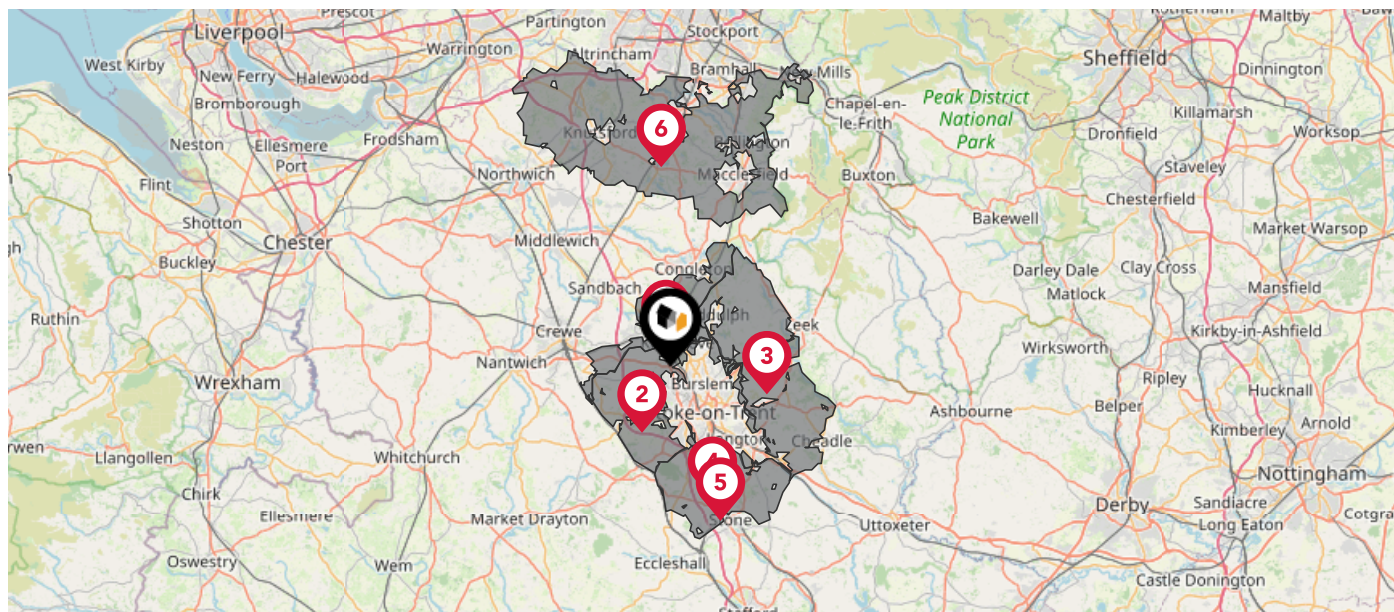 Liverpool
Prescot
Partington
Stockport
Rotherham
Maltby
West Kirby
Warrington
Altrincham
Sheffield
New Ferry
Halewood
Bramhall
Mills
Dinnington
Bromborough
Knutsford
6
Chapel-en-
le-Frith
Peak District
National
Park
Killamarsh
Neston
Ellesmere
Port
Frodsham
Dronfield
Worksop
Flint
Northwich
Macclesfield
Buxton
Staveley
Chesterfield
Shotton
Chester
Middlewich
Bakewell
Market Warsop
Buckley
Sandbach
Congleton
Darley Dale
Clay Cross
Matlock
Mansfield
Ruthin
Crewe
Leek
Kirkby-in-Ashfield
Nantwich
3
Wirksworth
Wrexham
2
Burslem
Ripley
Hucknall
oke-on-Trent
Ashbourne
Belper
Arnold
Kimberley
rwen
Llangollen
Whitchurch
ngton
Cheadle
Nottingham
Chirk
5
Derby
Sandiacre
Long Eaton
Cotgra
Ellesmere
Market Drayton
Stone
Uttoxeter
Oswestry
Wem
Eccleshall
Castle Donington
Stafford